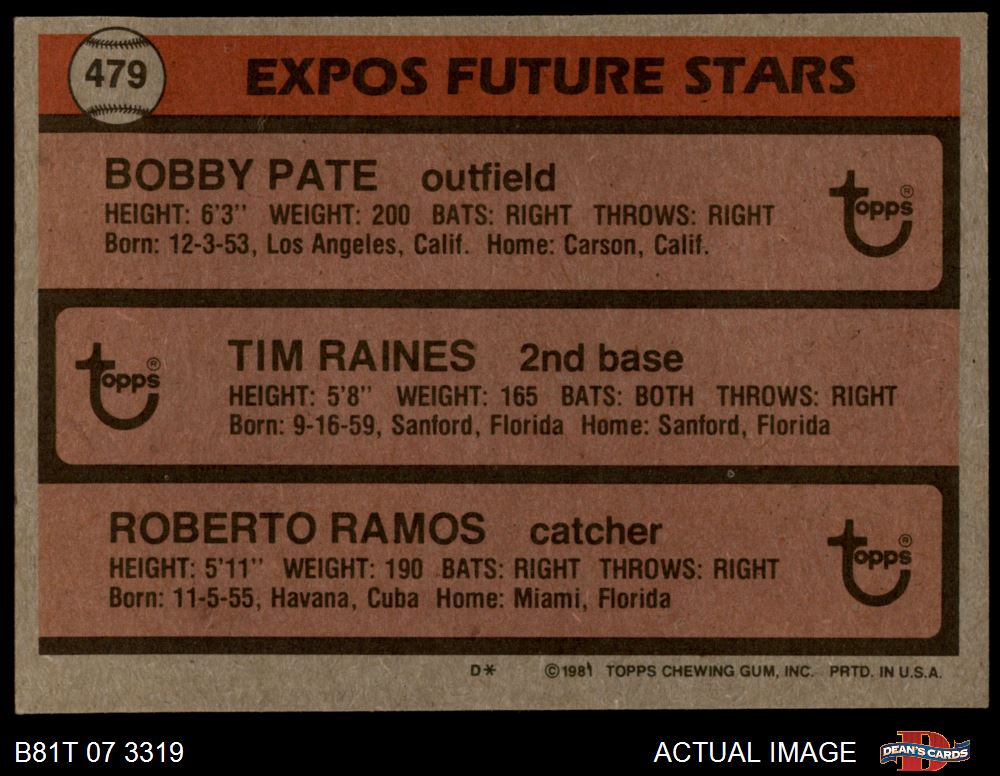 479 EXPOS FUTURE STARS
BOBBY PATE outfield
HEIGHT: 6'3" WEIGHT: 200 BATS: RIGHT THROWS: RIGHT
Born: 12-3-53, Los Angeles, Calif. Home: Carson, Calif.
Topps ®
TIM RAINES 2nd base
HEIGHT: 5'8" WEIGHT: 165 BATS: BOTH THROWS: RIGHT
Born: 9-16-59, Sanford, Florida Home: Sanford, Florida
Topps ®
ROBERTO RAMOS catcher
HEIGHT: 5'11" WEIGHT: 190 BATS: RIGHT THROWS: RIGHT
Born: 11-5-55, Havana, Cuba Home: Miami, Florida
Topps ®
D* ©1981 TOPPS CHEWING GUM, INC. PRTD. IN U.S.A.
B81T 07 3319 ACTUAL IMAGE D DEAN'S CARDS